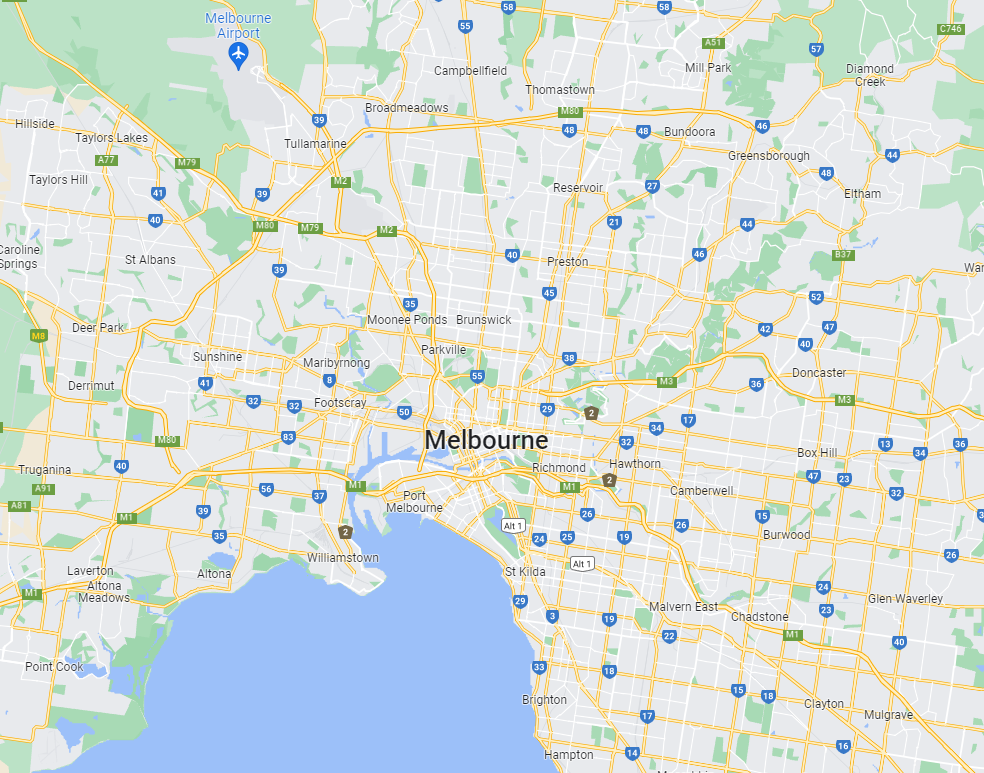 58
58
Melbourne
Airport
55
C746
A51
57
Campbellfield
Mill Park
Diamond
Creek
Thomastown
Broadmeadows
M80
39
Hillside
48
48
46
Taylors Lakes
Bundoora
Tullamarine
A77
M79
Greensborough
44
Taylors Hill
M2
48
41
39
Reservoir
27
Eltham
40
M80
M79
M2
21
44
Caroline
Springs
St Albans
39
40
Preston
46
B37
45
52
35
Moonee Ponds
Brunswick
Deer Park
M8
42
47
40
Parkville
Sunshine
Maribyrnong
38
Doncaster
Derrimut
41
8
55
M3
36
32
32
Footscray
50
29
2
M3
17
34
83
Melbourne
32
13
36
M80
34
Box Hill
Truganina
40
Richmond
Hawthorn
47
23
A91
56
37
M1
M1
2
Camberwell
32
A81
Port
Melbourne
M1
39
26
15
35
2
Alt 1
24
25
19
26
Burwood
26
Williamstown
Alt 1
Laverton
Altona
St Kilda
Altona
Meadows
M1
24
29
3
19
Malvern East
23
Glen Waverley
Chadstone
22
M1
40
Point Cook
33
18
15
18
Brighton
Clayton
17
Mulgrave
Hampton
14
16